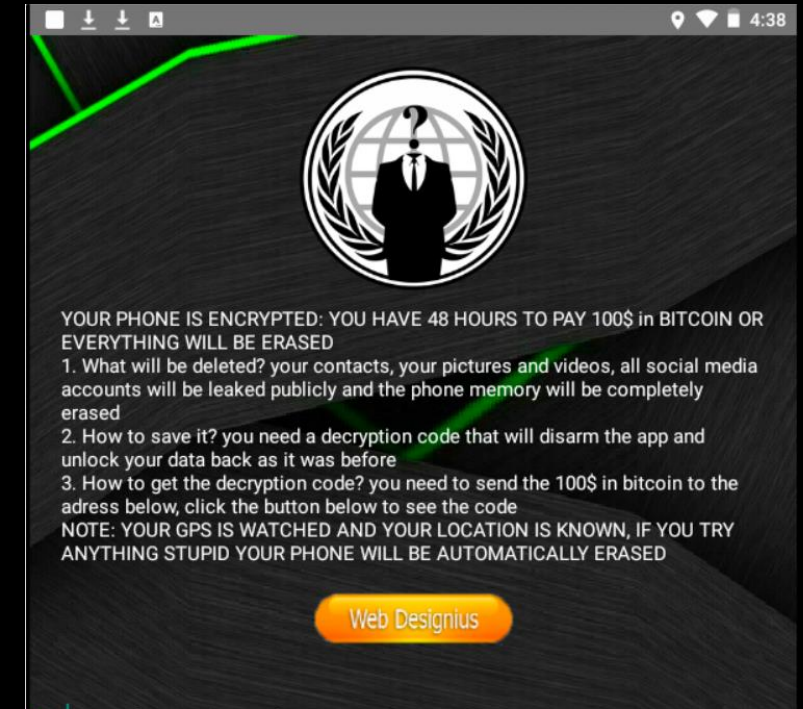 4:38
YOUR PHONE IS ENCRYPTED: YOU HAVE 48 HOURS TO PAY 100$ in BITCOIN OR
EVERYTHING WILL BE ERASED
1. What will be deleted? your contacts, your pictures and videos, all social media
accounts will be leaked publicly and the phone memory will be completely
erased
2. How to save it? you need a decryption code that will disarm the app and
unlock your data back as it was before
3. How to get the decryption code? you need to send the 100$ in bitcoin to the
adress below, click the button below to see the code
NOTE: YOUR GPS IS WATCHED AND YOUR LOCATION IS KNOWN, IF YOU TRY
ANYTHING STUPID YOUR PHONE WILL BE AUTOMATICALLY ERASED
Web Designius